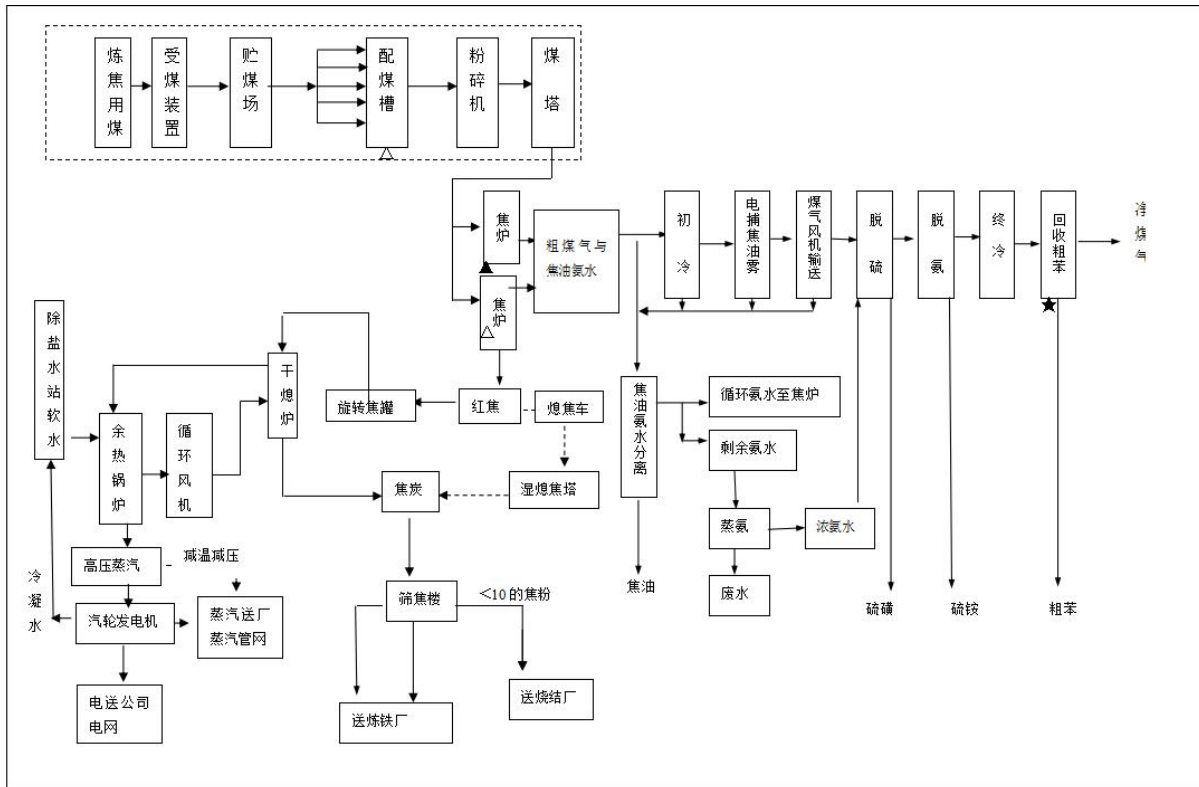 炼焦用煤
受煤装置
贮煤场
配煤槽
粉碎机
煤塔
焦炉
焦炉
粗煤气与
焦油氨水
初冷
电捕焦油雾
煤气风机输送
脱硫
脱氨
终冷
回收粗苯
净煤气
除盐水站软水
余热锅炉
循环风机
干熄炉
旋转焦罐
红焦
熄焦车
湿熄焦塔
焦炭
焦油氨水分离
循环氨水至焦炉
剩余氨水
蒸氨
浓氨水
废水
焦油
硫磺
硫铵
粗苯
高压蒸汽
减温减压
冷凝水
汽轮发电机
蒸汽送厂
蒸汽管网
电送公司
电网
筛焦楼
＜10的焦粉
送炼铁厂
送烧结厂